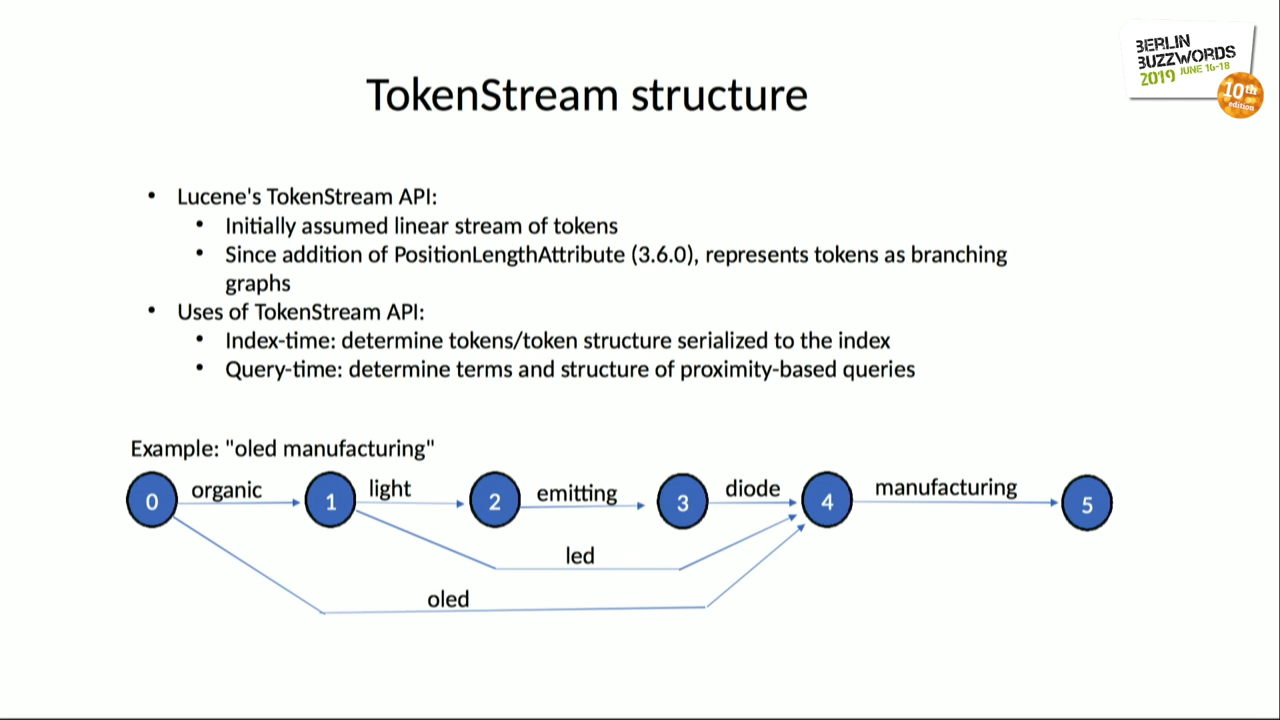 BERLIN
BUZZWORDS
2019 JUNE 16-18
10th
edition
TokenStream structure
• Lucene's TokenStream API:
• Initially assumed linear stream of tokens
• Since addition of PositionLengthAttribute (3.6.0), represents tokens as branching
graphs
• Uses of TokenStream API:
• Index-time: determine tokens/token structure serialized to the index
• Query-time: determine terms and structure of proximity-based queries
Example: "oled manufacturing"
0 organic 1 light 2 emitting 3 diode 4 manufacturing 5
led
oled